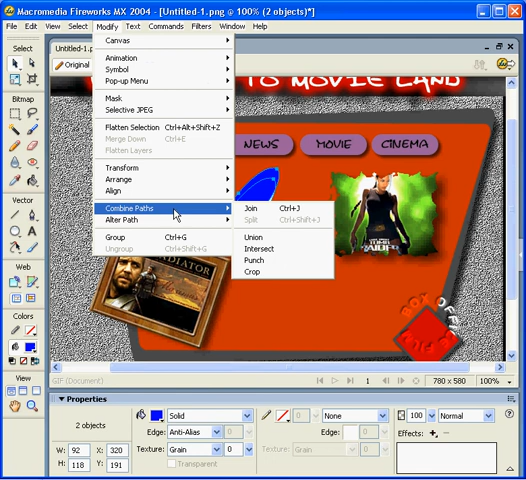 Macromedia Fireworks MX 2004 - [Untitled-1.png @ 100% (2 objects)*]
File Edit View Select Modify Text Commands Filters Window Help
Select
Bitmap
Vector
Web
Colors
View
Untitled-1.p
Original
Canvas
Animation
Symbol
Pop-up Menu
Mask
Selective JPEG
Flatten Selection Ctrl+Alt+Shift+Z
Merge Down Ctrl+E
Flatten Layers
Transform
Arrange
Align
Combine Paths
Alter Path
Group Ctrl+G
Ungroup Ctrl+Shift+G
Join Ctrl+J
Split Ctrl+Shift+J
Union
Intersect
Punch
Crop
TO MOVIE LAND
NEWS MOVIE CINEMA
TOMB RAIDER
GLADIATOR
BOX OFFICE
GIF (Document)
1 780 x 580 100%
Properties
2 objects
Solid
Edge: Anti-Alias 0
Texture: Grain 0
Transparent
0 None
Edge: 0
Texture: Grain 0
100 Normal
Effects:
W: 92 X: 320
H: 118 Y: 191